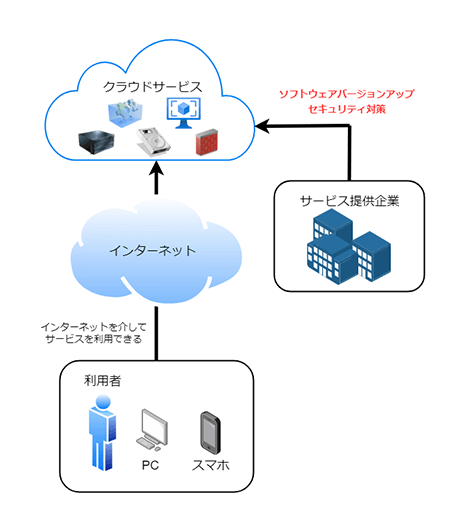 クラウドサービス
ソフトウェアバージョンアップ
セキュリティ対策
サービス提供企業
インターネット
インターネットを介して
サービスを利用できる
利用者
PC
スマホ